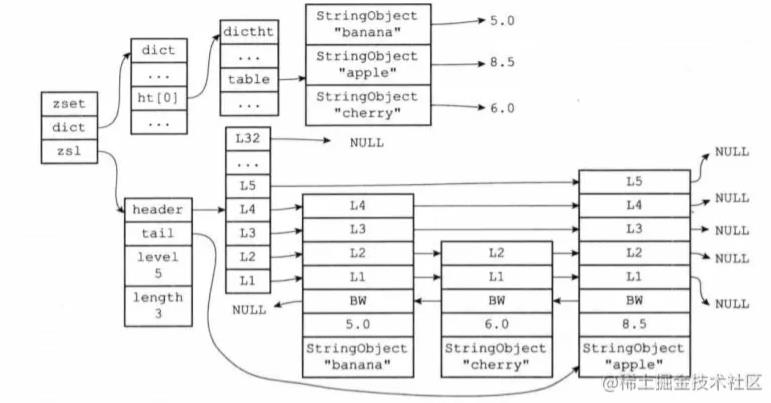 zset
dict
zsl
dict
...
ht[0]
...
dictht
...
table
...
StringObject
"banana"
StringObject
"apple"
StringObject
"cherry"
5.0
8.5
6.0
header
tail
level
5
length
3
L32
...
L5
L4
L3
L2
L1
NULL
NULL
L4
L3
L2
L1
BW
5.0
StringObject
"banana"
L2
L1
BW
6.0
StringObject
"cherry"
L5
L4
L3
L2
L1
BW
8.5
StringObject
"apple"
NULL
NULL
NULL
NULL
NULL
@稀土掘金技术社区